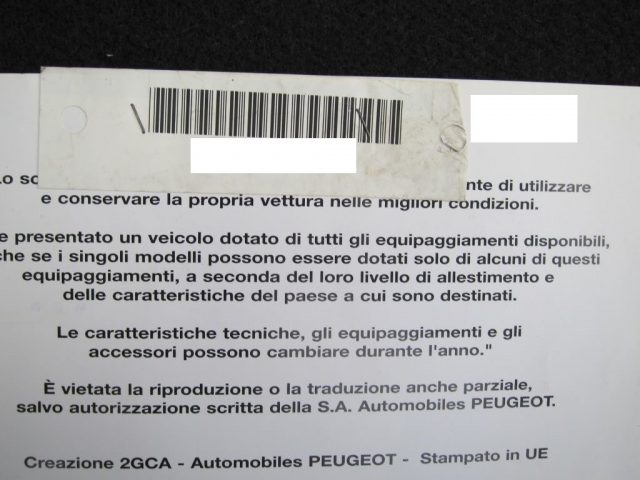 nte di utilizzare
e conservare la propria vettura nelle migliori condizioni.
e presentato un veicolo dotato di tutti gli equipaggiamenti disponibili,
che se i singoli modelli possono essere dotati solo di alcuni di questi
equipaggiamenti, a seconda del loro livello di allestimento e
delle caratteristiche del paese a cui sono destinati.
Le caratteristiche tecniche, gli equipaggiamenti e gli
accessori possono cambiare durante l'anno."
È vietata la riproduzione o la traduzione anche parziale,
salvo autorizzazione scritta della S.A. Automobiles PEUGEOT.
Creazione 2GCA - Automobiles PEUGEOT - Stampato in UE